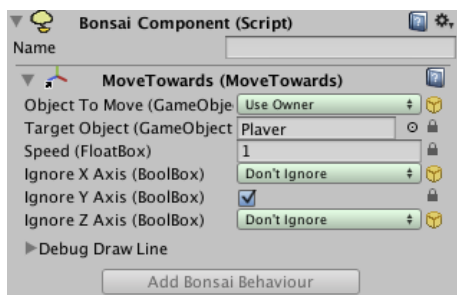 Bonsai Component (Script)
Name
MoveTowards (MoveTowards)
Object To Move (GameObje Use Owner
Target Object (GameObject Player
Speed (FloatBox) 1
Ignore X Axis (BoolBox) Don't Ignore
Ignore Y Axis (BoolBox)
Ignore Z Axis (BoolBox) Don't Ignore
Debug Draw Line
Add Bonsai Behaviour